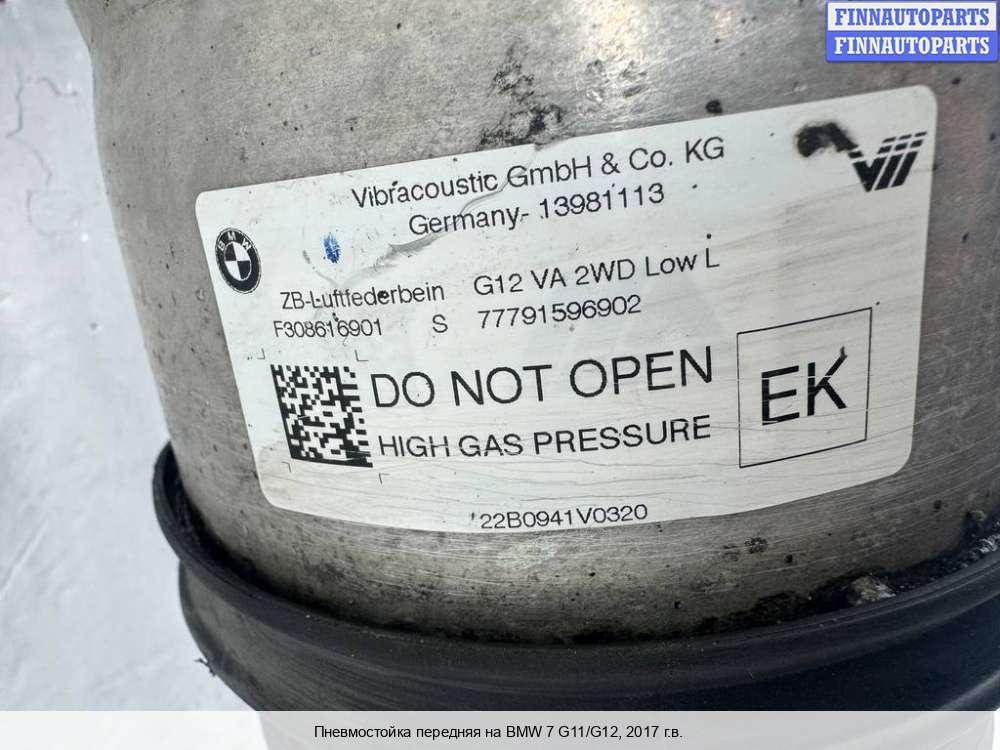 FINNAUTOPARTS
FINNAUTOPARTS
Vibracoustic GmbH & Co. KG
Germany- 13981113
BMW
ZB-Luftfederbein G12 VA 2WD Low L
F308616901 S 77791596902
DO NOT OPEN
HIGH GAS PRESSURE
EK
22B0941V0320
Пневмостойка передняя на BMW 7 G11/G12, 2017 г.в.